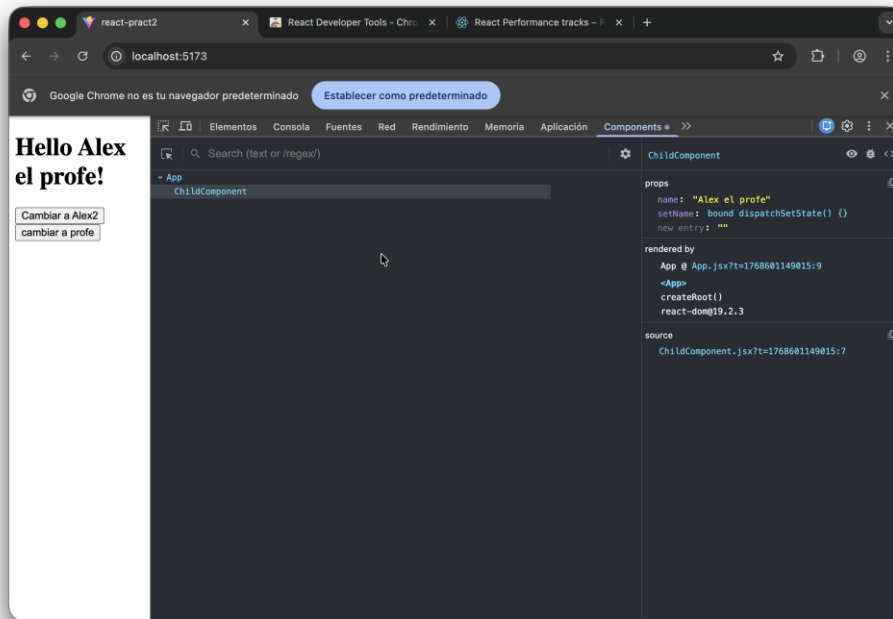 react-pract2
React Developer Tools - Chro
React Performance tracks – R
localhost:5173
Google Chrome no es tu navegador predeterminado
Establecer como predeterminado
Hello Alex
el profe!
Cambiar a Alex2
cambiar a profe
Elementos Consola Fuentes Red Rendimiento Memoria Aplicación Components
Search (text or /regex/)
App
ChildComponent
ChildComponent
props
name: "Alex el profe"
setName: bound dispatchSetState() {}
new entry: ""
rendered by
App @ App.jsx?t=1768601149015:9
<App>
createRoot()
react-dom@19.2.3
source
ChildComponent.jsx?t=1768601149015:7